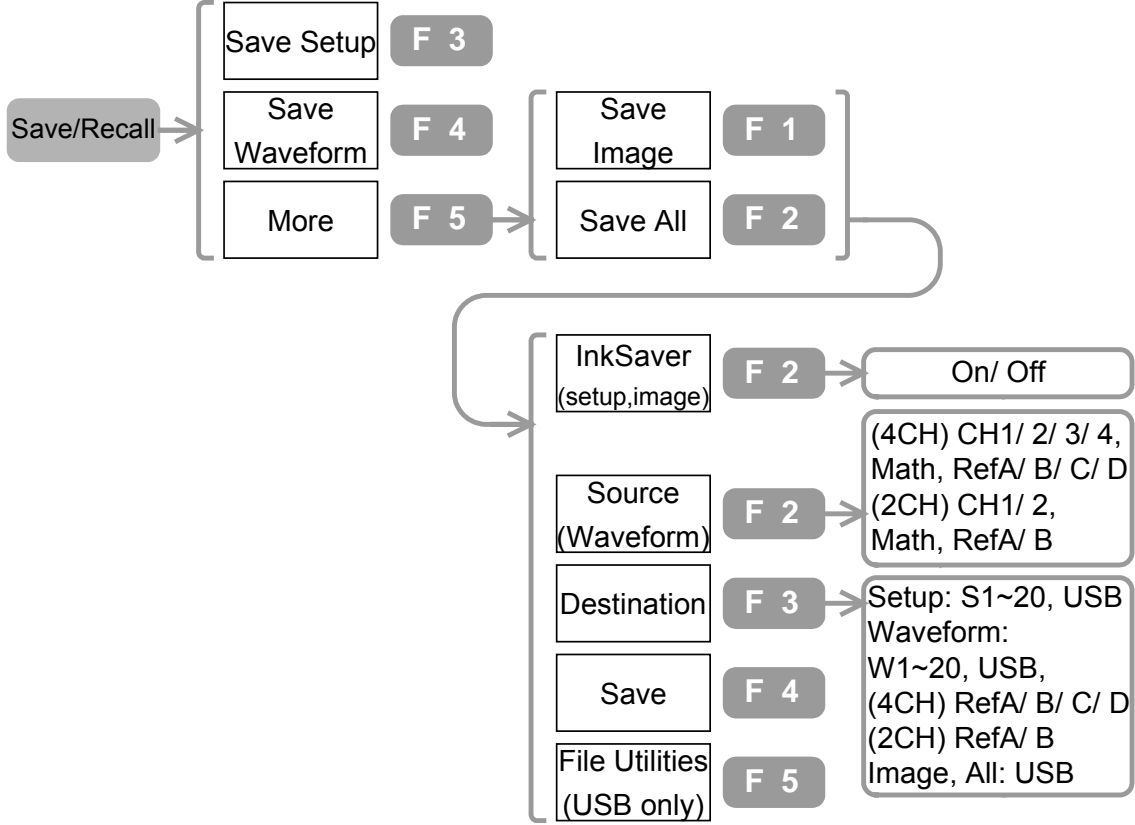 Save/Recall
Save Setup
F 3
Save
Waveform
F 4
More
F 5
Save
Image
F 1
Save All
F 2
InkSaver
(setup,image)
F 2
On/ Off
Source
(Waveform)
F 2
(4CH) CH1/ 2/ 3/ 4,
Math, RefA/ B/ C/ D
(2CH) CH1/ 2,
Math, RefA/ B
Destination
F 3
Setup: S1~20, USB
Waveform:
W1~20, USB,
(4CH) RefA/ B/ C/ D
(2CH) RefA/ B
Image, All: USB
Save
F 4
File Utilities
(USB only)
F 5